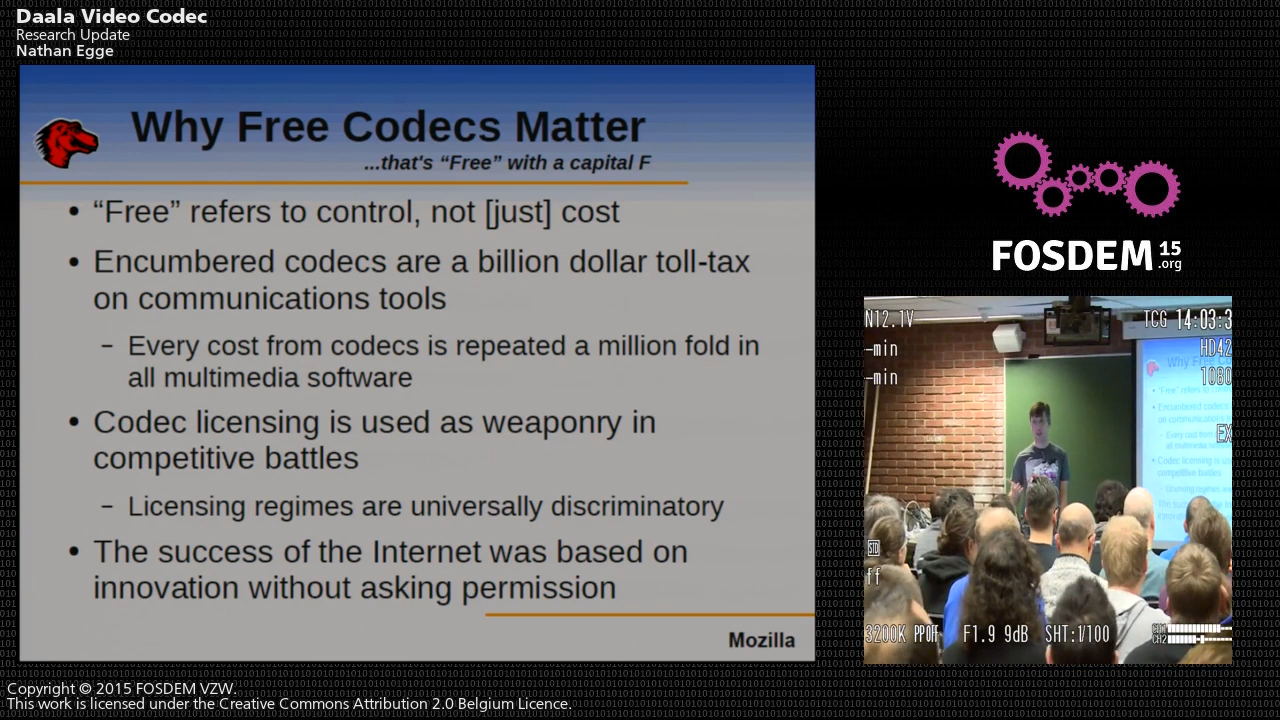 Daala Video Codec
Research Update
Nathan Egge
Why Free Codecs Matter
...that's “Free” with a capital F
• “Free” refers to control, not [just] cost
• Encumbered codecs are a billion dollar toll-tax
on communications tools
– Every cost from codecs is repeated a million fold in
all multimedia software
• Codec licensing is used as weaponry in
competitive battles
– Licensing regimes are universally discriminatory
• The success of the Internet was based on
innovation without asking permission
Mozilla
FOSDEM 15
.org
N12.1V
TCG 14:03:3
–min
HD42
–min
1080
EX
STD
ff
3200K PPOFF F1.9 9dB SHT:1/100
CH2
Copyright © 2015 FOSDEM VZW.
This work is licensed under the Creative Commons Attribution 2.0 Belgium Licence.